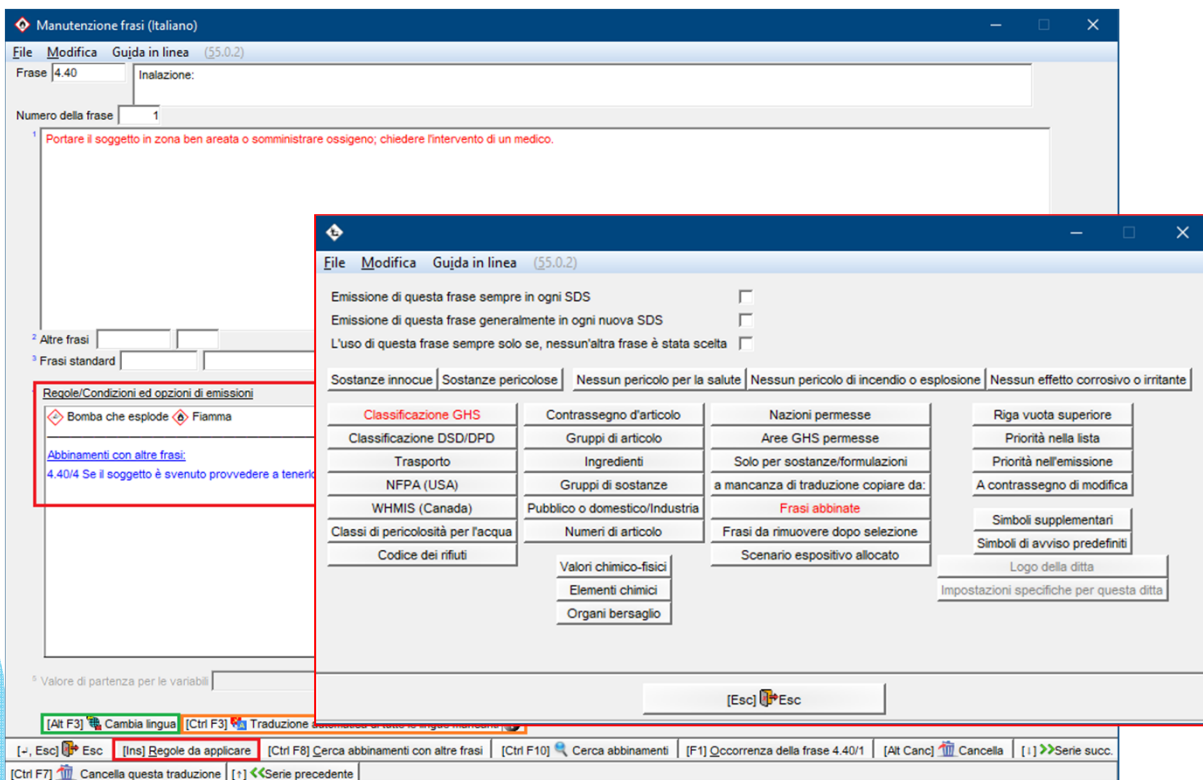 Manutenzione frasi (Italiano)
File Modifica Guida in linea (§5.0.2)
Frase 4.40 Inalazione:
Numero della frase 1
1 Portare il soggetto in zona ben areata o somministrare ossigeno; chiedere l'intervento di un medico.
2 Altre frasi
3 Frasi standard
Regole/Condizioni ed opzioni di emissioni
Bomba che esplode Fiamma
Abbinamenti con altre frasi:
4.40/4 Se il soggetto è svenuto provvedere a tenerlo
5 Valore di partenza per le variabili
[Alt F3] Cambia lingua [Ctrl F3] Traduzione
[↵, Esc] Esc [Ins] Regole da applicare [Ctrl F8] Cerca abbinamenti con altre frasi [Ctrl F10] Cerca abbinamenti [F1] Occorrenza della frase 4.40/1 [Alt Canc] Cancella [↓] Serie succ.
[Ctrl F7] Cancella questa traduzione [↑] Serie precedente
File Modifica Guida in linea (§5.0.2)
Emissione di questa frase sempre in ogni SDS
Emissione di questa frase generalmente in ogni nuova SDS
L'uso di questa frase sempre solo se, nessun'altra frase è stata scelta
Sostanze innocue Sostanze pericolose Nessun pericolo per la salute Nessun pericolo di incendio o esplosione Nessun effetto corrosivo o irritante
Classificazione GHS Contrassegno d'articolo Nazioni permesse Riga vuota superiore
Classificazione DSD/DPD Gruppi di articolo Aree GHS permesse Priorità nella lista
Trasporto Ingredienti Solo per sostanze/formulazioni Priorità nell'emissione
NFPA (USA) Gruppi di sostanze a mancanza di traduzione copiare da: A contrassegno di modifica
WHMIS (Canada) Pubblico o domestico/Industria Frasi abbinate Simboli supplementari
Classi di pericolosità per l'acqua Numeri di articolo Frasi da rimuovere dopo selezione Simboli di avviso predefiniti
Codice dei rifiuti Valori chimico-fisici Scenario espositivo allocato Logo della ditta
Elementi chimici Impostazioni specifiche per questa ditta
Organi bersaglio
[Esc] Esc